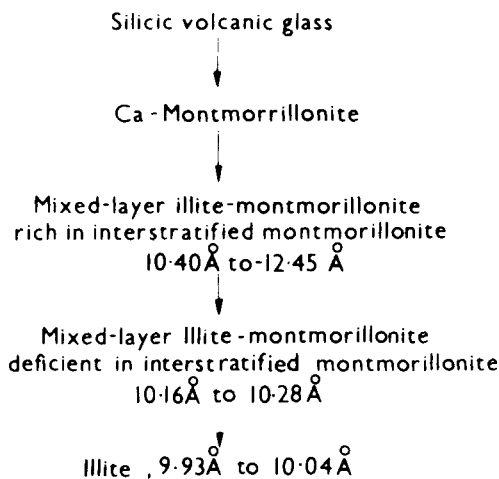 Silicic volcanic glass
Ca-Montmorrillonite
Mixed-layer illite-montmorillonite
rich in interstratified montmorillonite
10·40Å to-12·45 Å
Mixed-layer Illite-montmorillonite
deficient in interstratified montmorillonite
10·16Å to 10·28Å
Illite , 9·93Å to 10·04Å